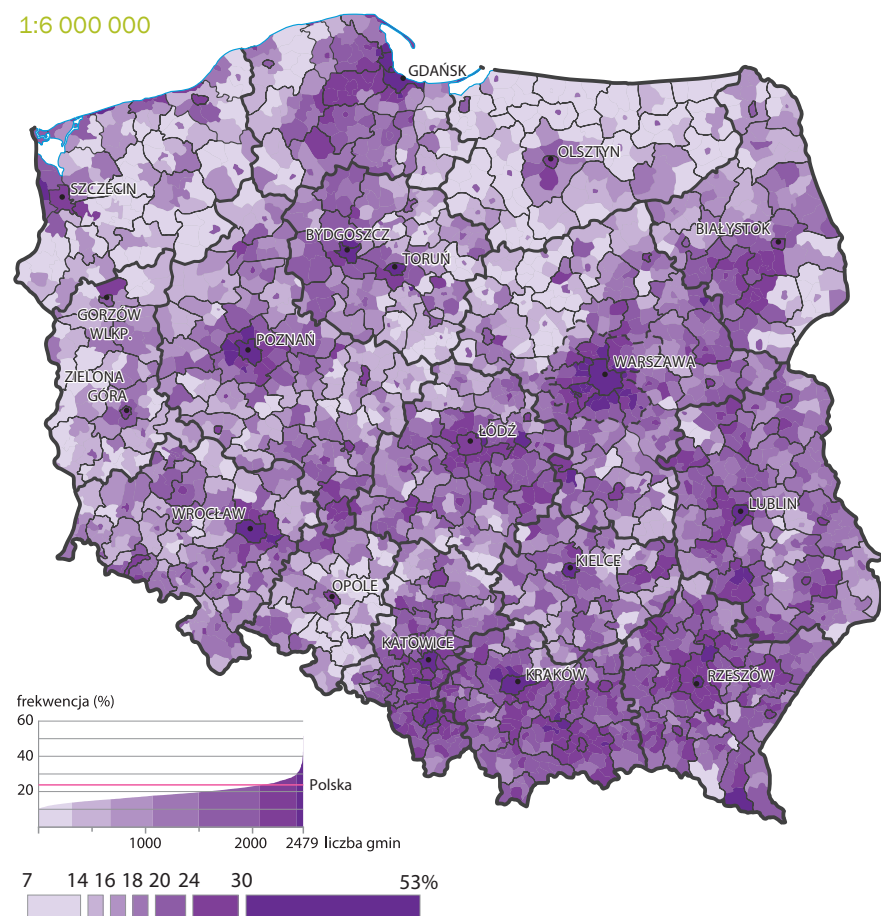 1:6 000 000
GDAŃSK
OLSZTYN
SZCZECIN
BIAŁYSTOK
BYDGOSZCZ
TORUŃ
GORZÓW
WLKP.
POZNAŃ
WARSZAWA
ZIELONA
GÓRA
ŁÓDŹ
WROCŁAW
LUBLIN
KIELCE
OPOLE
KATOWICE
KRAKÓW
RZESZÓW
frekwencja (%)
60
40
20
Polska
1000 2000 2479 liczba gmin
7 14 16 18 20 24 30 53%